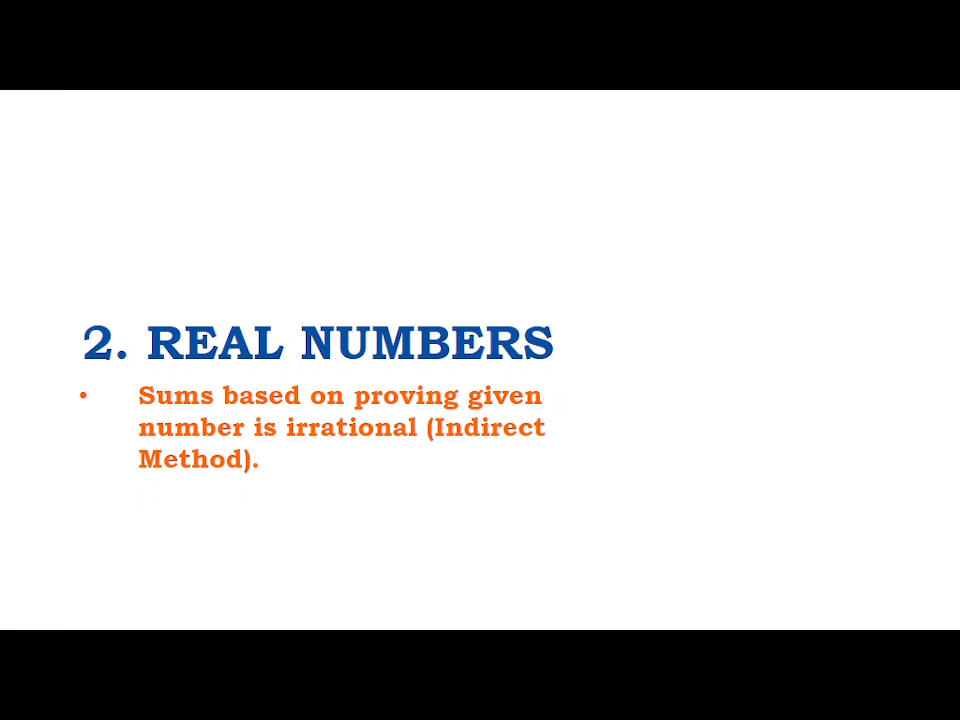 2. REAL NUMBERS
• Sums based on proving given
number is irrational (Indirect
Method).